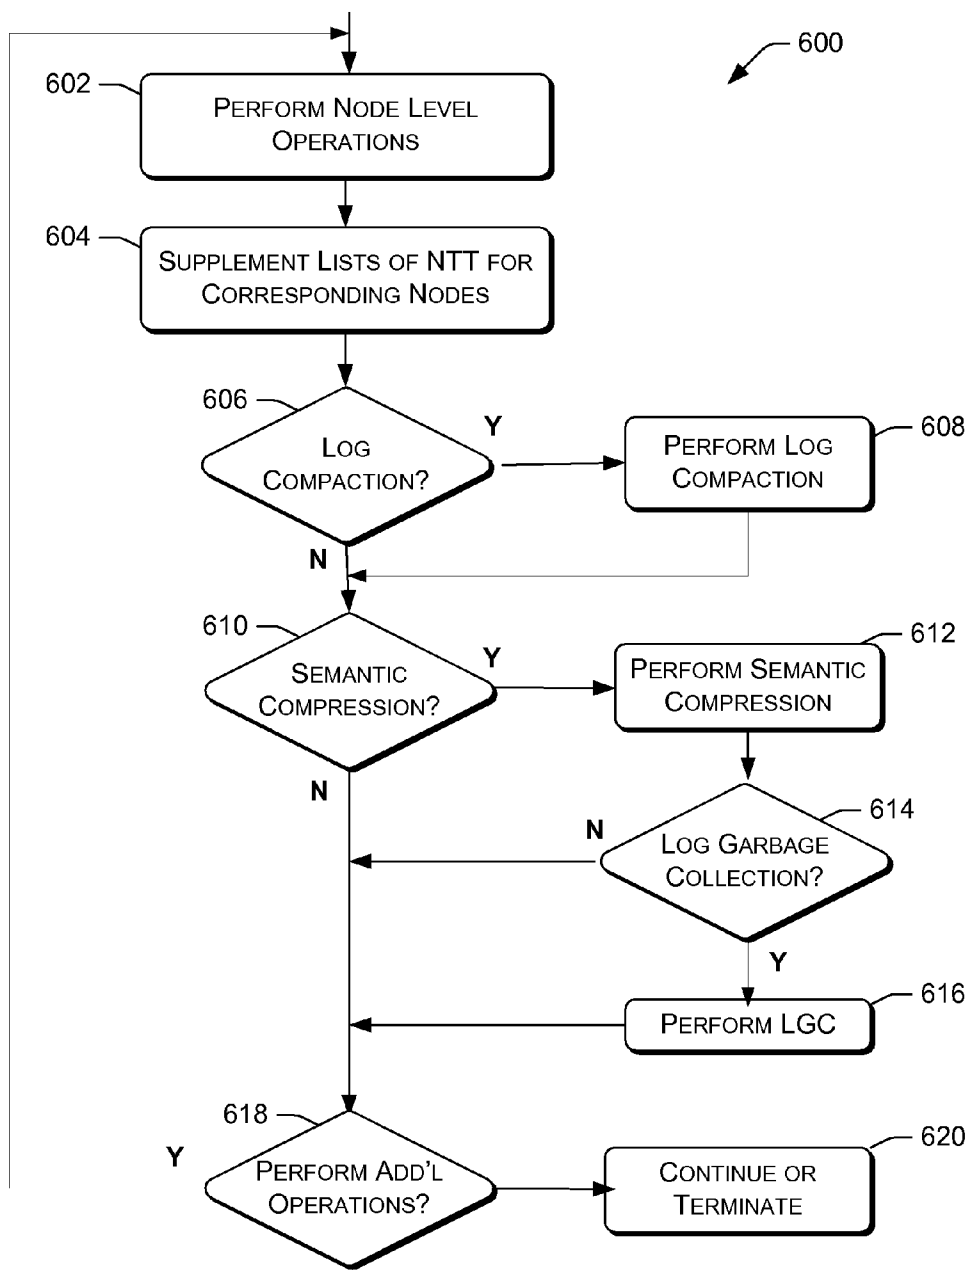 600
602
PERFORM NODE LEVEL
OPERATIONS
604
SUPPLEMENT LISTS OF NTT FOR
CORRESPONDING NODES
606
LOG
COMPACTION?
Y
608
PERFORM LOG
COMPACTION
N
610
SEMANTIC
COMPRESSION?
Y
612
PERFORM SEMANTIC
COMPRESSION
N
614
LOG GARBAGE
COLLECTION?
N
Y
616
PERFORM LGC
618
PERFORM ADD'L
OPERATIONS?
Y
620
CONTINUE OR
TERMINATE